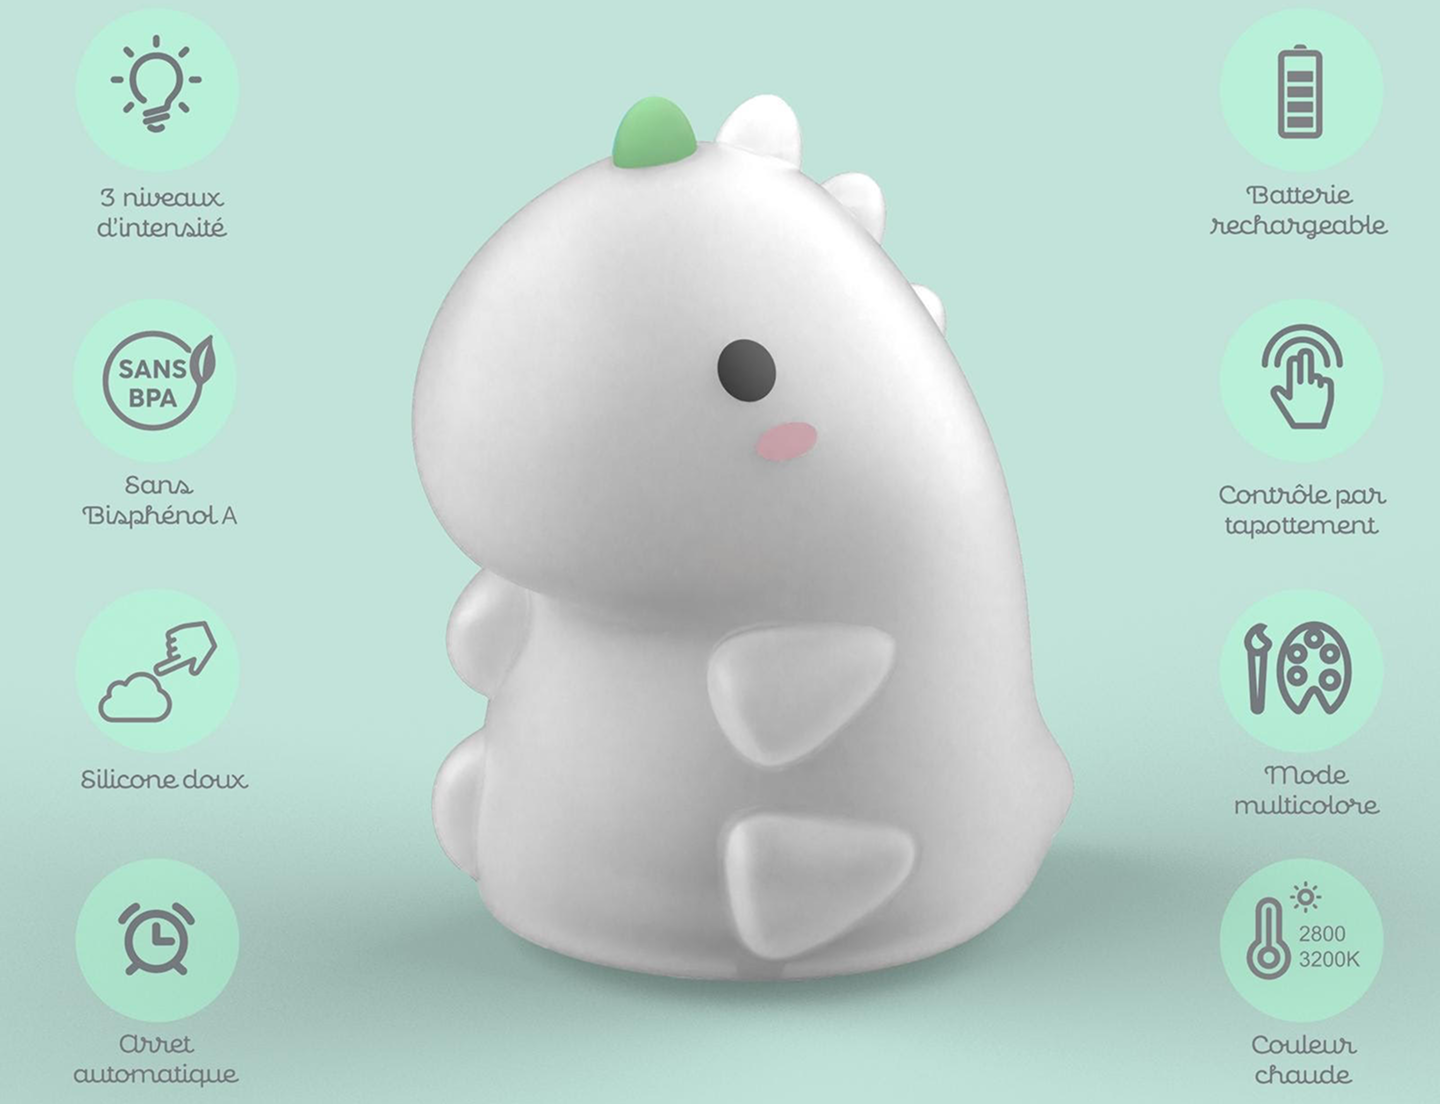 3 niveaux
d'intensité
SANS
BPA
Sans
Bisphénol A
Silicone doux
Arret
automatique
Batterie
rechargeable
Contrôle par
tapottement
Mode
multicolore
2800
3200K
Couleur
chaude